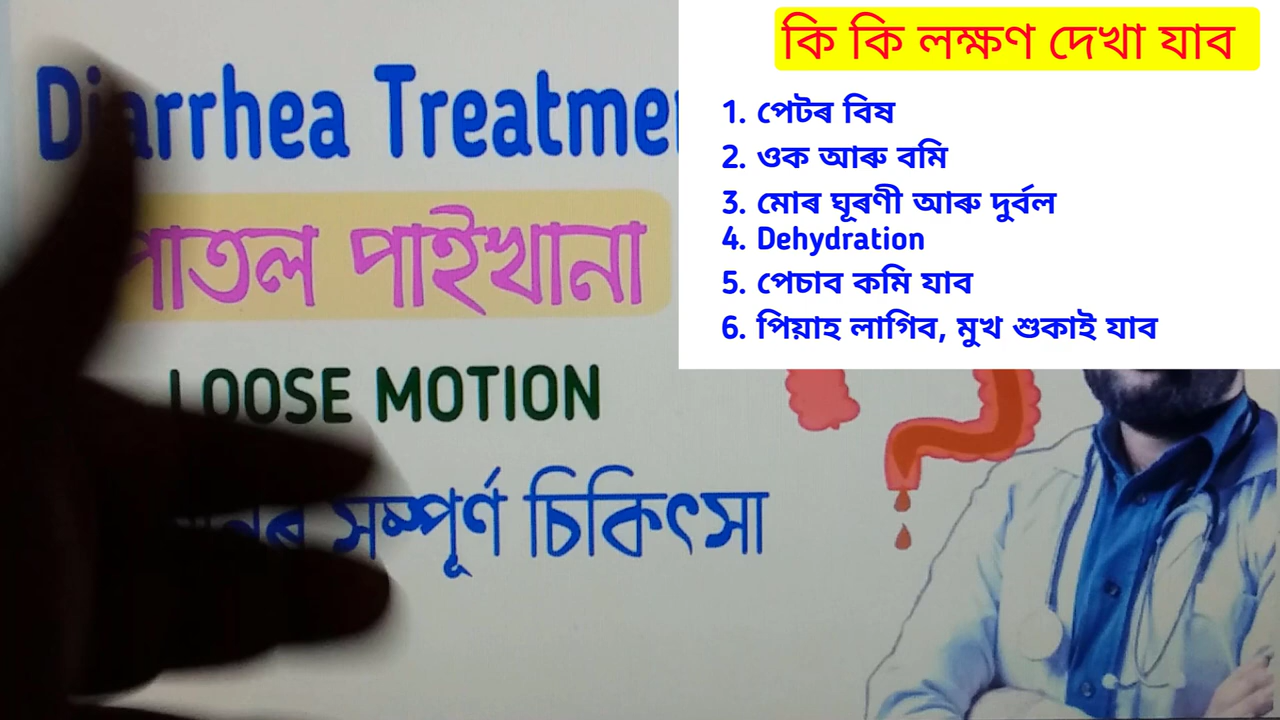 Diarrhea
পাতল পাইখানা
LOOSE MOTION
সম্পূৰ্ণ চিকিৎসা
কি কি লক্ষণ দেখা যাব
1. পেটৰ বিষ
2. ওক আৰু বমি
3. মোৰ ঘূৰণী আৰু দুৰ্বল
4. Dehydration
5. পেচাব কমি যাব
6. পিয়াহ লাগিব, মুখ শুকাই যাব